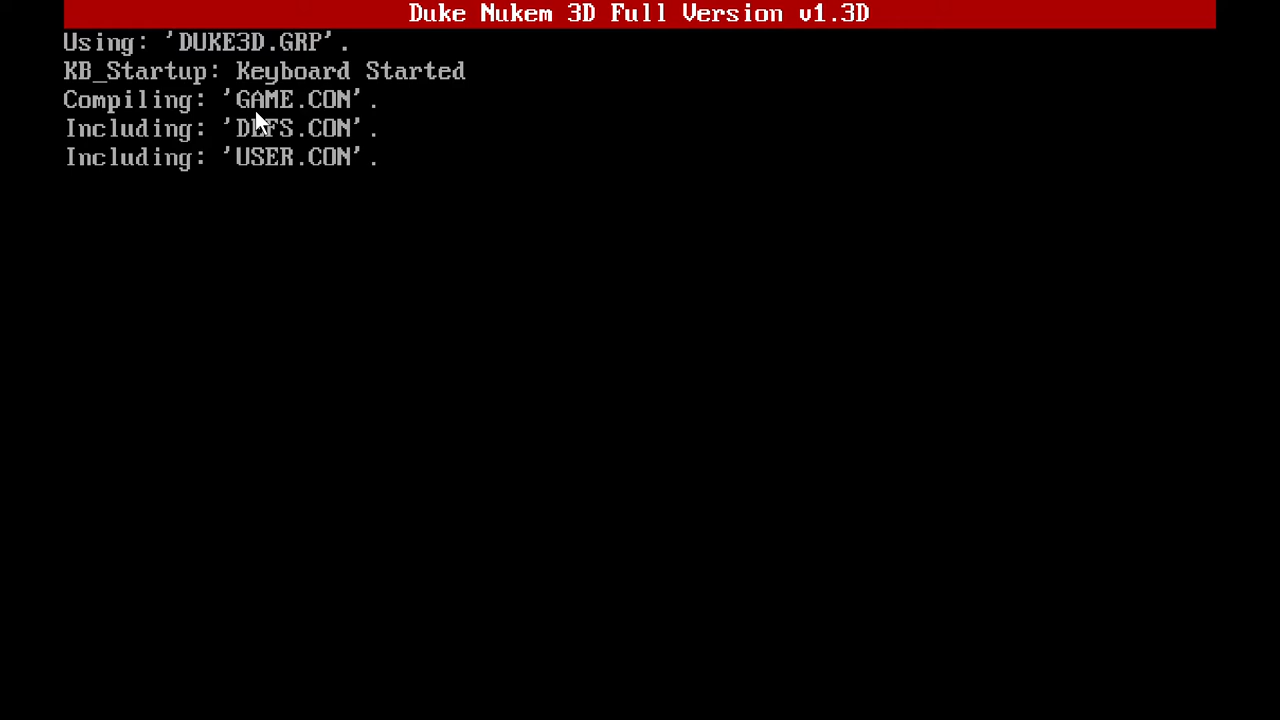 Duke Nukem 3D Full Version v1.3D
Using: 'DUKE3D.GRP'.
KB_Startup: Keyboard Started
Compiling: 'GAME.CON'.
Including: 'DEFS.CON'.
Including: 'USER.CON'.